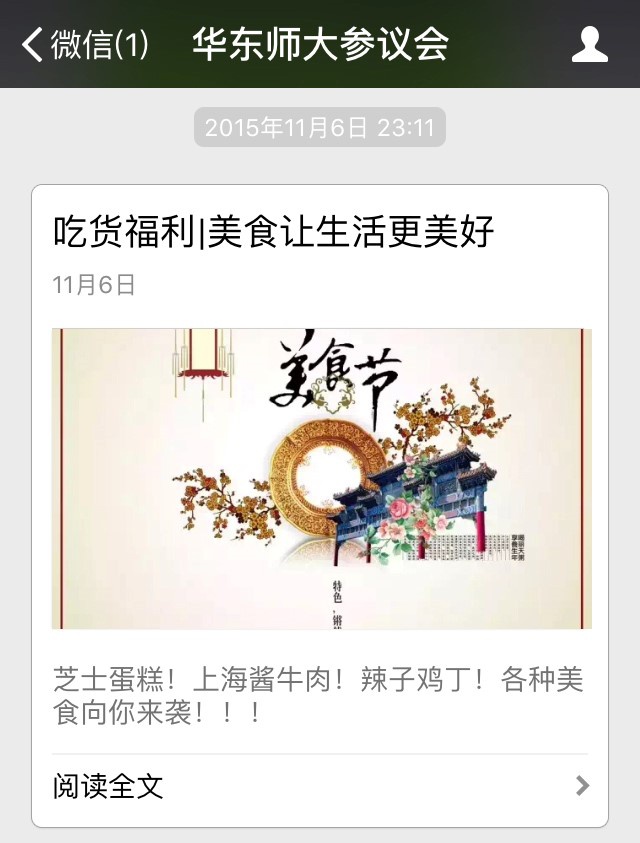 微信(1)
华东师大参议会
2015年11月6日 23:11
吃货福利|美食让生活更美好
11月6日
美食节
特色
芝士蛋糕！上海酱牛肉！辣子鸡丁！各种美
食向你来袭！！！
阅读全文